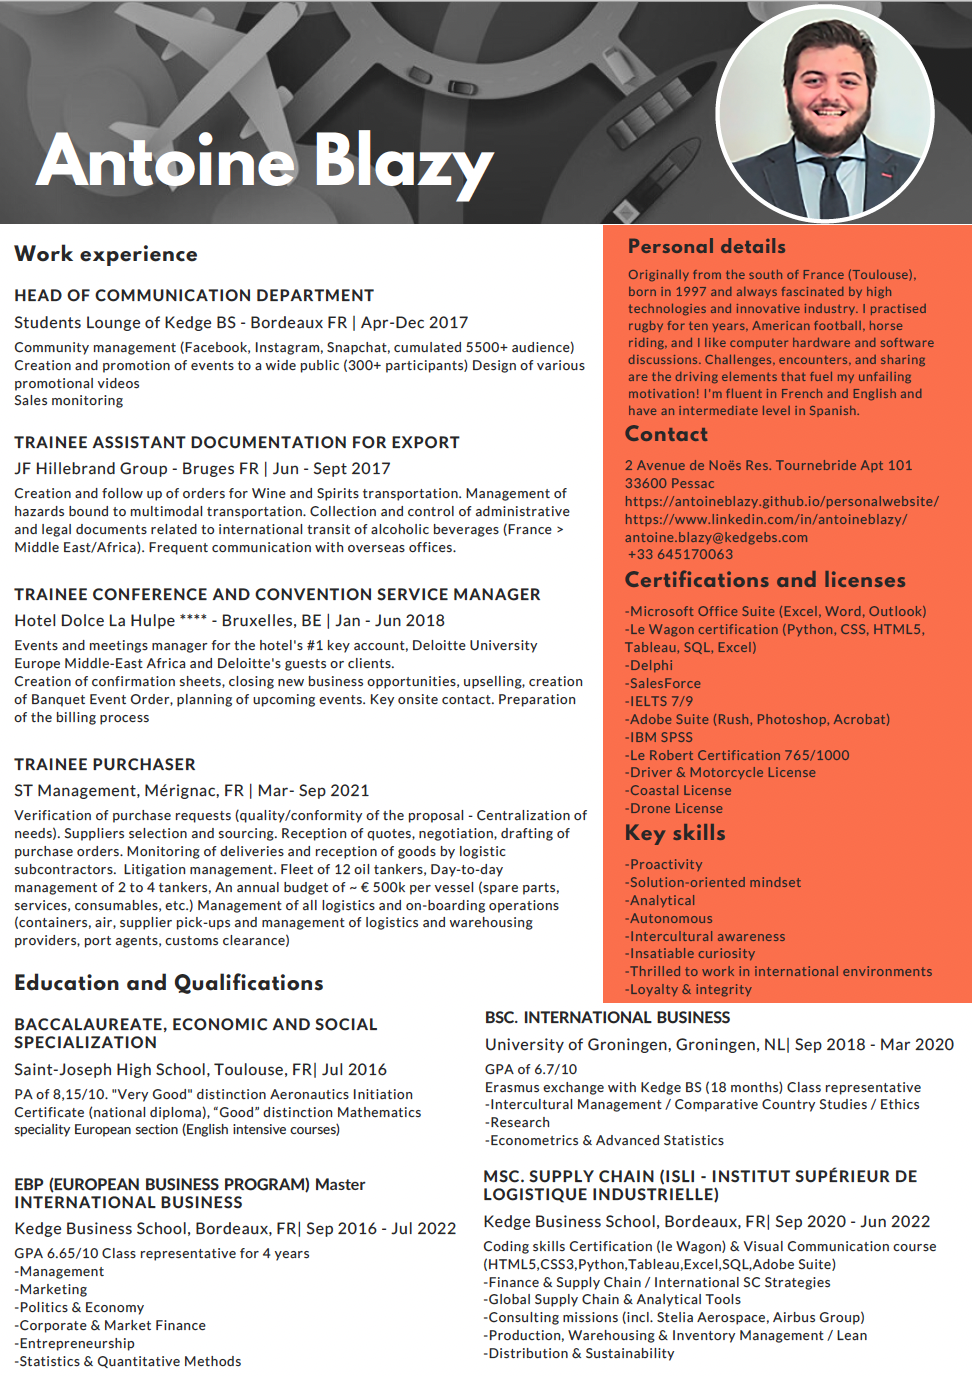 Antoine Blazy
Work experience
HEAD OF COMMUNICATION DEPARTMENT
Students Lounge of Kedge BS - Bordeaux FR | Apr-Dec 2017
Community management (Facebook, Instagram, Snapchat, cumulated 5500+ audience)
Creation and promotion of events to a wide public (300+ participants) Design of various
promotional videos
Sales monitoring
TRAINEE ASSISTANT DOCUMENTATION FOR EXPORT
JF Hillebrand Group - Bruges FR | Jun - Sept 2017
Creation and follow up of orders for Wine and Spirits transportation. Management of
hazards bound to multimodal transportation. Collection and control of administrative
and legal documents related to international transit of alcoholic beverages (France >
Middle East/Africa). Frequent communication with overseas offices.
TRAINEE CONFERENCE AND CONVENTION SERVICE MANAGER
Hotel Dolce La Hulpe **** - Bruxelles, BE | Jan - Jun 2018
Events and meetings manager for the hotel's #1 key account, Deloitte University
Europe Middle-East Africa and Deloitte's guests or clients.
Creation of confirmation sheets, closing new business opportunities, upselling, creation
of Banquet Event Order, planning of upcoming events. Key onsite contact. Preparation
of the billing process
TRAINEE PURCHASER
ST Management, Mérignac, FR | Mar- Sep 2021
Verification of purchase requests (quality/conformity of the proposal - Centralization of
needs). Suppliers selection and sourcing. Reception of quotes, negotiation, drafting of
purchase orders. Monitoring of deliveries and reception of goods by logistic
subcontractors.  Litigation management. Fleet of 12 oil tankers, Day-to-day
management of 2 to 4 tankers, An annual budget of ~ € 500k per vessel (spare parts,
services, consumables, etc.) Management of all logistics and on-boarding operations
(containers, air, supplier pick-ups and management of logistics and warehousing
providers, port agents, customs clearance)
Personal details
Originally from the south of France (Toulouse),
born in 1997 and always fascinated by high
technologies and innovative industry. I practised
rugby for ten years, American football, horse
riding, and I like computer hardware and software
discussions. Challenges, encounters, and sharing
are the driving elements that fuel my unfailing
motivation! I'm fluent in French and English and
have an intermediate level in Spanish.
Contact
2 Avenue de Noës Res. Tournebride Apt 101
33600 Pessac
https://antoineblazy.github.io/personalwebsite/
https://www.linkedin.com/in/antoineblazy/
antoine.blazy@kedgebs.com
+33 645170063
Certifications and licenses
-Microsoft Office Suite (Excel, Word, Outlook)
-Le Wagon certification (Python, CSS, HTML5,
Tableau, SQL, Excel)
-Delphi
-SalesForce
-IELTS 7/9
-Adobe Suite (Rush, Photoshop, Acrobat)
-IBM SPSS
-Le Robert Certification 765/1000
-Driver & Motorcycle License
-Coastal License
-Drone License
Key skills
-Proactivity
-Solution-oriented mindset
-Analytical
-Autonomous
-Intercultural awareness
-Insatiable curiosity
-Thrilled to work in international environments
-Loyalty & integrity
Education and Qualifications
BACCALAUREATE, ECONOMIC AND SOCIAL
SPECIALIZATION
Saint-Joseph High School, Toulouse, FR| Jul 2016
PA of 8,15/10. "Very Good" distinction Aeronautics Initiation
Certificate (national diploma), “Good” distinction Mathematics
speciality European section (English intensive courses)
EBP (EUROPEAN BUSINESS PROGRAM) Master
INTERNATIONAL BUSINESS
Kedge Business School, Bordeaux, FR| Sep 2016 - Jul 2022
GPA 6.65/10 Class representative for 4 years
-Management
-Marketing
-Politics & Economy
-Corporate & Market Finance
-Entrepreneurship
-Statistics & Quantitative Methods
BSC. INTERNATIONAL BUSINESS
University of Groningen, Groningen, NL| Sep 2018 - Mar 2020
GPA of 6.7/10
Erasmus exchange with Kedge BS (18 months) Class representative
-Intercultural Management / Comparative Country Studies / Ethics
-Research
-Econometrics & Advanced Statistics
MSC. SUPPLY CHAIN (ISLI - INSTITUT SUPÉRIEUR DE
LOGISTIQUE INDUSTRIELLE)
Kedge Business School, Bordeaux, FR| Sep 2020 - Jun 2022
Coding skills Certification (le Wagon) & Visual Communication course
(HTML5,CSS3,Python,Tableau,Excel,SQL,Adobe Suite)
-Finance & Supply Chain / International SC Strategies
-Global Supply Chain & Analytical Tools
-Consulting missions (incl. Stelia Aerospace, Airbus Group)
-Production, Warehousing & Inventory Management / Lean
-Distribution & Sustainability